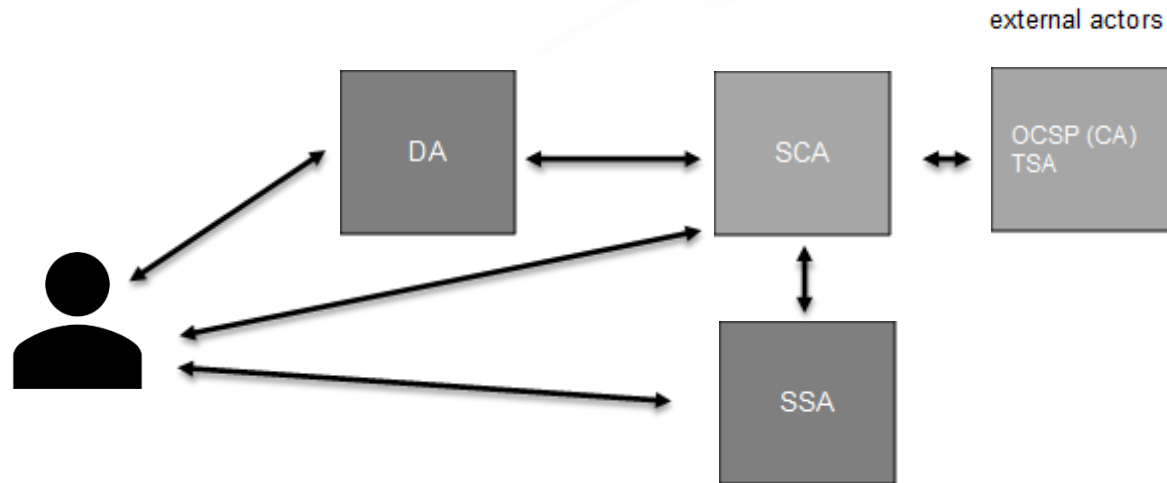 external actors
DA
SCA
OCSP (CA)
TSA
SSA